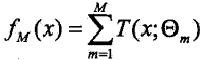 f_M(x) = \sum_{m=1}^{M} T(x; \Theta_m)